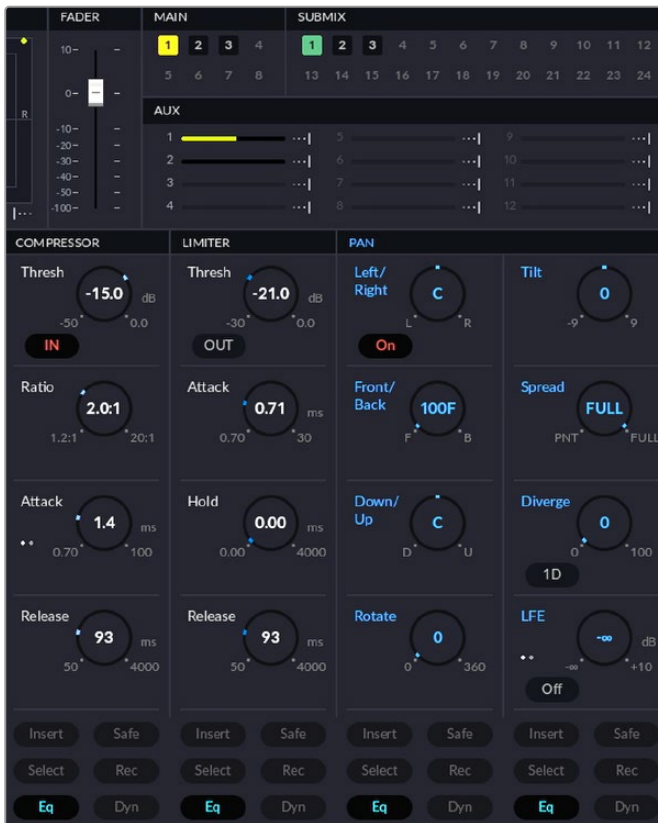 FADER MAIN SUBMIX
10 1 2 3 4 1 2 3 4 5 6 7 8 9 10 11 12
5 6 7 8 13 14 15 16 17 18 19 20 21 22 23 24
0
R AUX
-10 1 5 9
-20 2 6 10
-30
-40 3 7 11
-50
-100 4 8 12
COMPRESSOR LIMITER PAN
Thresh Thresh Left/ Tilt
Right
-15.0 dB -21.0 dB C 0
-50 0.0 -30 0.0 L R -9 9
IN OUT On
Ratio Attack Front/ Spread
Back
2.0:1 0.71 ms 100F FULL
1.2:1 20:1 0.70 30 F B PNT FULL
Attack Hold Down/ Diverge
Up
1.4 ms 0.00 ms C 0
0.70 100 0.00 4000 D U 0 100
1D
Release Release Rotate LFE
93 ms 93 ms 0 -∞ dB
50 4000 50 4000 0 360 -∞ +10
Off
Insert Safe Insert Safe Insert Safe Insert Safe
Select Rec Select Rec Select Rec Select Rec
Eq Dyn Eq Dyn Eq Dyn Eq Dyn